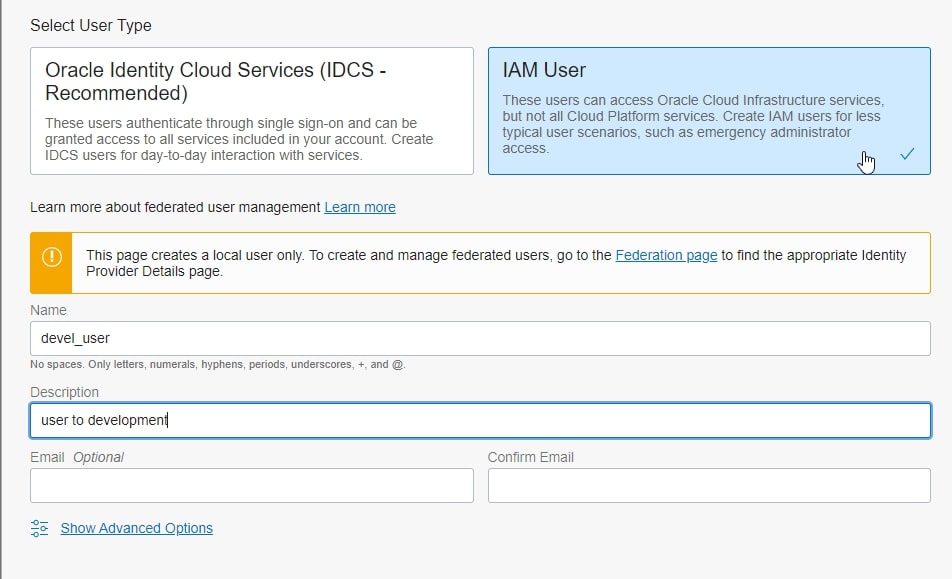 Select User Type
Oracle Identity Cloud Services (IDCS -
Recommended)
These users authenticate through single sign-on and can be
granted access to all services included in your account. Create
IDCS users for day-to-day interaction with services.
IAM User
These users can access Oracle Cloud Infrastructure services,
but not all Cloud Platform services. Create IAM users for less
typical user scenarios, such as emergency administrator
access.
Learn more about federated user management Learn more
This page creates a local user only. To create and manage federated users, go to the Federation page to find the appropriate Identity
Provider Details page.
Name
devel_user
No spaces. Only letters, numerals, hyphens, periods, underscores, +, and @.
Description
user to development
Email Optional
Confirm Email
Show Advanced Options